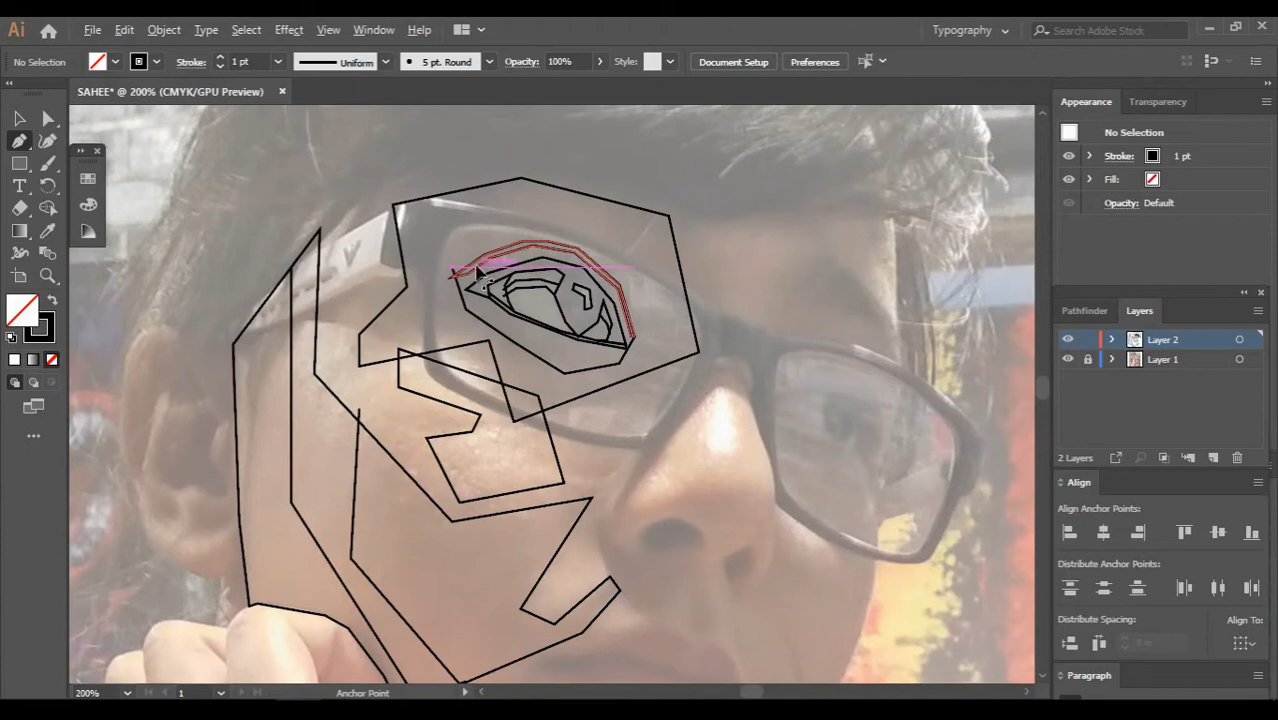 Ai File Edit Object Type Select Effect View Window Help Typography Search Adobe Stock
No Selection Stroke: 1 pt Uniform 5 pt. Round Opacity: 100% Style: Document Setup Preferences
SAHEE* @ 200% (CMYK/GPU Preview)
Appearance Transparency
No Selection
Stroke: 1 pt
Fill:
Opacity: Default
Pathfinder Layers
Layer 2
Layer 1
2 Layers
Align
Align Anchor Points:
Distribute Anchor Points:
Distribute Spacing: Align To:
Paragraph
200% 1 Anchor Point